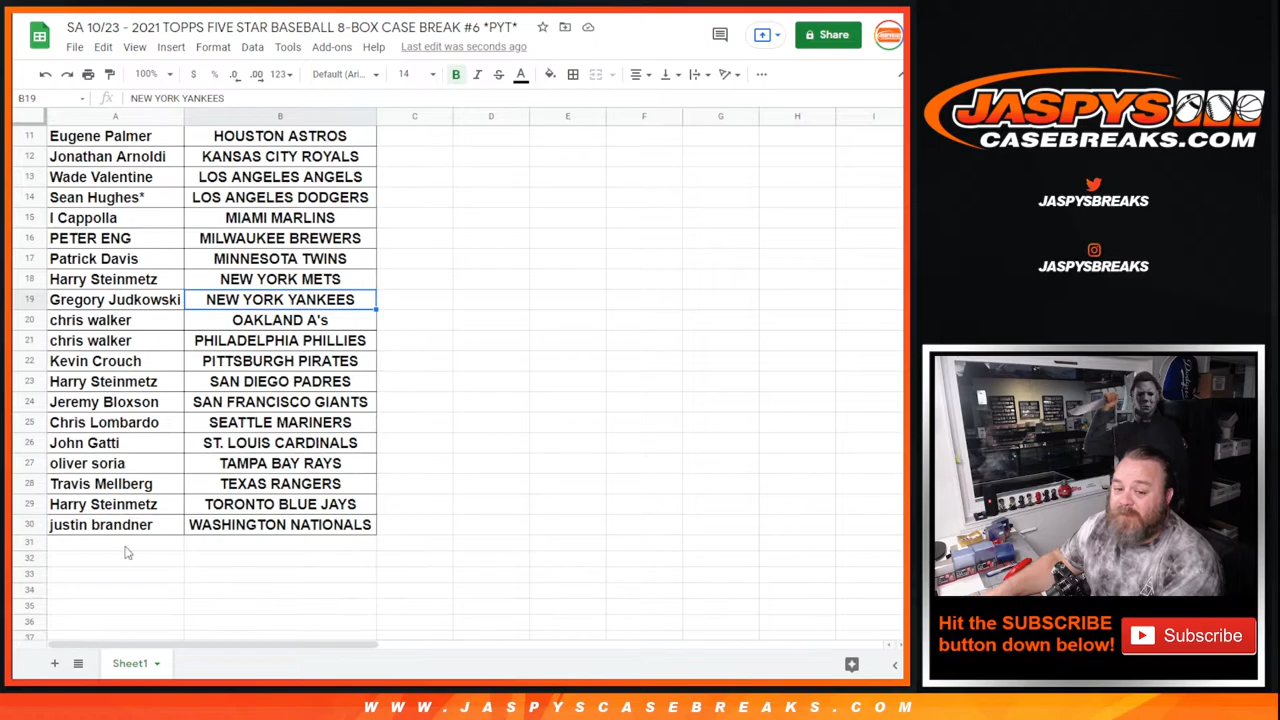 SA 10/23 - 2021 TOPPS FIVE STAR BASEBALL 8-BOX CASE BREAK #6 *PYT*
File Edit View Insert Format Data Tools Add-ons Help Last edit was seconds ago
Share
100% $ % .0 .00 123 Default (Ari... 14 B I S A
B19 fx NEW YORK YANKEES
A B C D E F G H I
11 Eugene Palmer HOUSTON ASTROS
12 Jonathan Arnoldi KANSAS CITY ROYALS
13 Wade Valentine LOS ANGELES ANGELS
14 Sean Hughes* LOS ANGELES DODGERS
15 I Cappolla MIAMI MARLINS
16 PETER ENG MILWAUKEE BREWERS
17 Patrick Davis MINNESOTA TWINS
18 Harry Steinmetz NEW YORK METS
19 Gregory Judkowski NEW YORK YANKEES
20 chris walker OAKLAND A's
21 chris walker PHILADELPHIA PHILLIES
22 Kevin Crouch PITTSBURGH PIRATES
23 Harry Steinmetz SAN DIEGO PADRES
24 Jeremy Bloxson SAN FRANCISCO GIANTS
25 Chris Lombardo SEATTLE MARINERS
26 John Gatti ST. LOUIS CARDINALS
27 oliver soria TAMPA BAY RAYS
28 Travis Mellberg TEXAS RANGERS
29 Harry Steinmetz TORONTO BLUE JAYS
30 justin brandner WASHINGTON NATIONALS
31
32
33
34
35
36
37
Sheet1
JASPYS
CASEBREAKS.COM
JASPYSBREAKS
JASPYSBREAKS
Hit the SUBSCRIBE
button down below!
Subscribe
WWW.JASPYSCASEBREAKS.COM